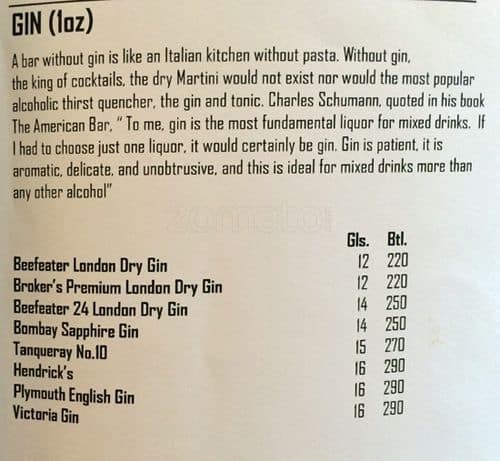 GIN (1oz)
A bar without gin is like an Italian kitchen without pasta. Without gin,
the king of cocktails, the dry Martini would not exist nor would the most popular
alcoholic thirst quencher, the gin and tonic. Charles Schumann, quoted in his book
The American Bar, “ To me, gin is the most fundamental liquor for mixed drinks. If
I had to choose just one liquor, it would certainly be gin. Gin is patient, it is
aromatic, delicate, and unobtrusive, and this is ideal for mixed drinks more than
any other alcohol”
zomato
Gls. Btl.
Beefeater London Dry Gin 12 220
Broker's Premium London Dry Gin 12 220
Beefeater 24 London Dry Gin 14 250
Bombay Sapphire Gin 14 250
Tanqueray No.10 15 270
Hendrick's 16 290
Plymouth English Gin 16 290
Victoria Gin 16 290